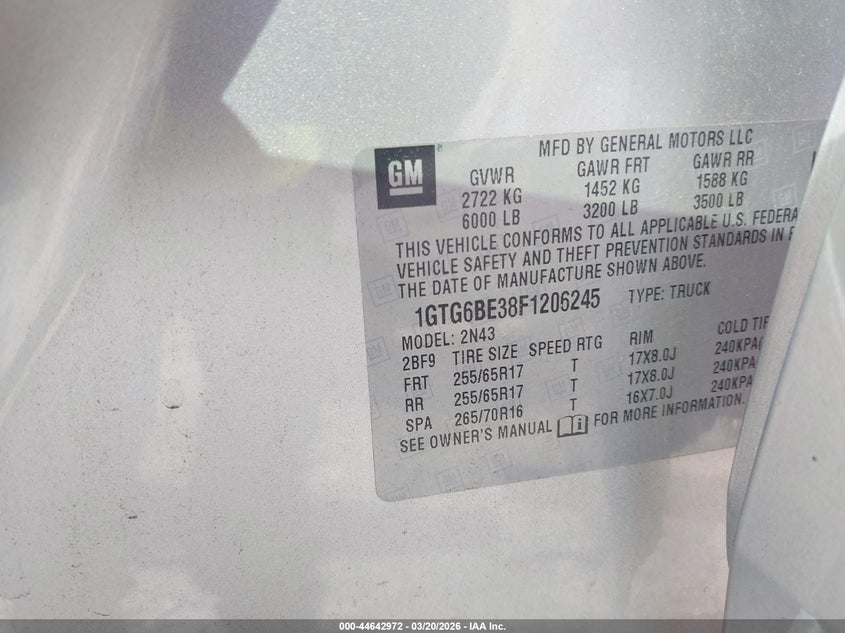 GM
®
MFD BY GENERAL MOTORS LLC
GVWR GAWR FRT GAWR RR
2722 KG 1452 KG 1588 KG
6000 LB 3200 LB 3500 LB
THIS VEHICLE CONFORMS TO ALL APPLICABLE U.S. FEDERA
VEHICLE SAFETY AND THEFT PREVENTION STANDARDS IN
THE DATE OF MANUFACTURE SHOWN ABOVE.
1GTG6BE38F1206245 TYPE: TRUCK
MODEL: 2N43
2BF9 TIRE SIZE SPEED RTG RIM COLD TIR
FRT 255/65R17 T 17X8.0J 240KPA(
RR 255/65R17 T 17X8.0J 240KPA
SPA 265/70R16 T 16X7.0J 240KPA
SEE OWNER'S MANUAL FOR MORE INFORMATION.
000-44642972 — 03/20/2026 — IAA Inc.